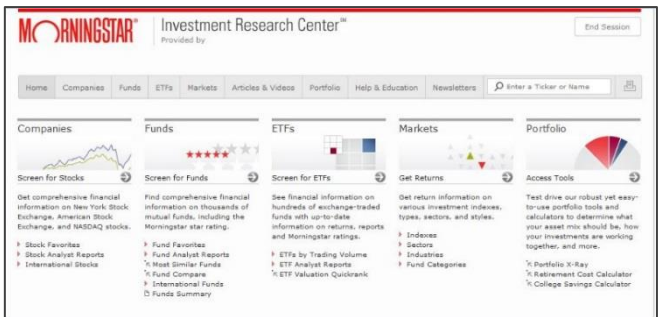 MORNINGSTAR® Investment Research Center℠
Provided by
End Session
Home Companies Funds ETFs Markets Articles & Videos Portfolio Help & Education Newsletters Enter a Ticker or Name
Companies
Screen for Stocks
Get comprehensive financial
information on New York Stock
Exchange, American Stock
Exchange, and NASDAQ stocks.
Stock Favorites
Stock Analyst Reports
International Stocks
Funds
Screen for Funds
Find comprehensive financial
information on thousands of
mutual funds, including the
Morningstar star rating.
Fund Favorites
Fund Analyst Reports
Most Similar Funds
Fund Compare
International Funds
Funds Summary
ETFs
Screen for ETFs
See financial information on
hundreds of exchange-traded
funds with up-to-date
information on returns, reports
and Morningstar ratings.
ETFs by Trading Volume
ETF Analyst Reports
ETF Valuation Quickrank
Markets
Get Returns
Get return information on
various investment indexes,
types, sectors, and styles.
Indexes
Sectors
Industries
Fund Categories
Portfolio
Access Tools
Test drive our robust yet easy-
to-use portfolio tools and
calculators to determine what
your asset mix should be, how
your investments are working
together, and more.
Portfolio X-Ray
Retirement Cost Calculator
College Savings Calculator